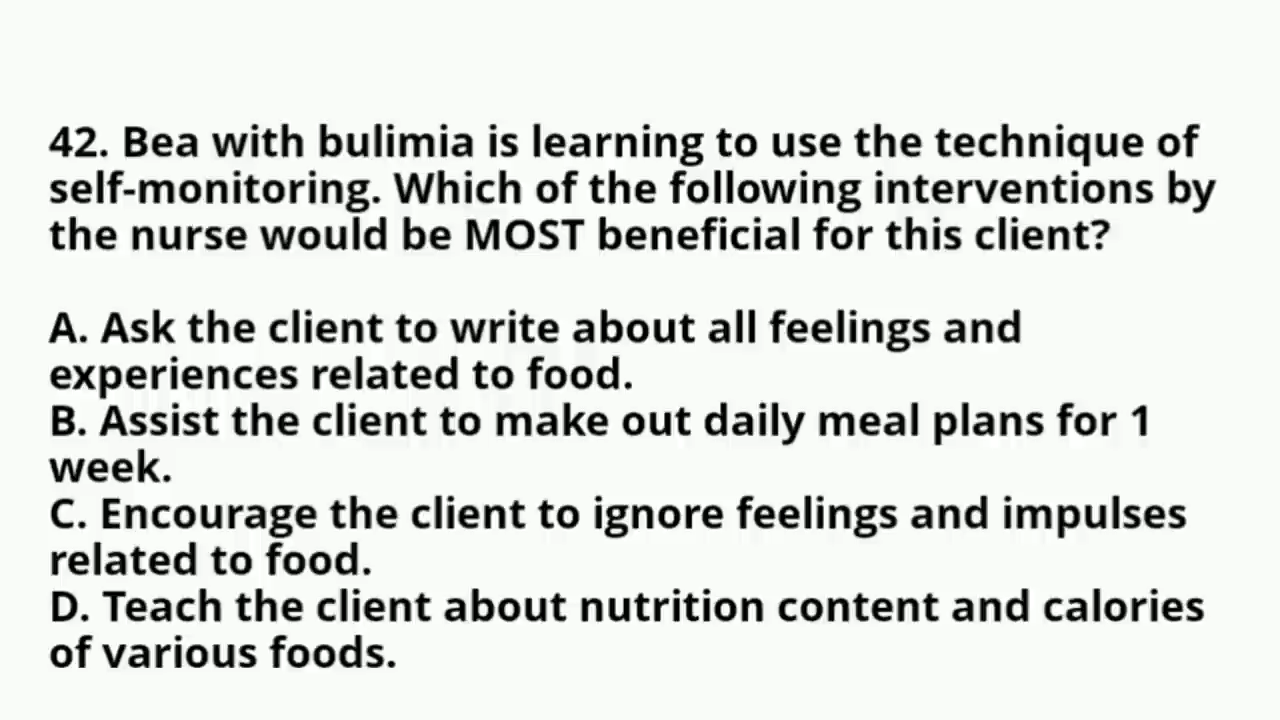 42. Bea with bulimia is learning to use the technique of
self-monitoring. Which of the following interventions by
the nurse would be MOST beneficial for this client?
A. Ask the client to write about all feelings and
experiences related to food.
B. Assist the client to make out daily meal plans for 1
week.
C. Encourage the client to ignore feelings and impulses
related to food.
D. Teach the client about nutrition content and calories
of various foods.